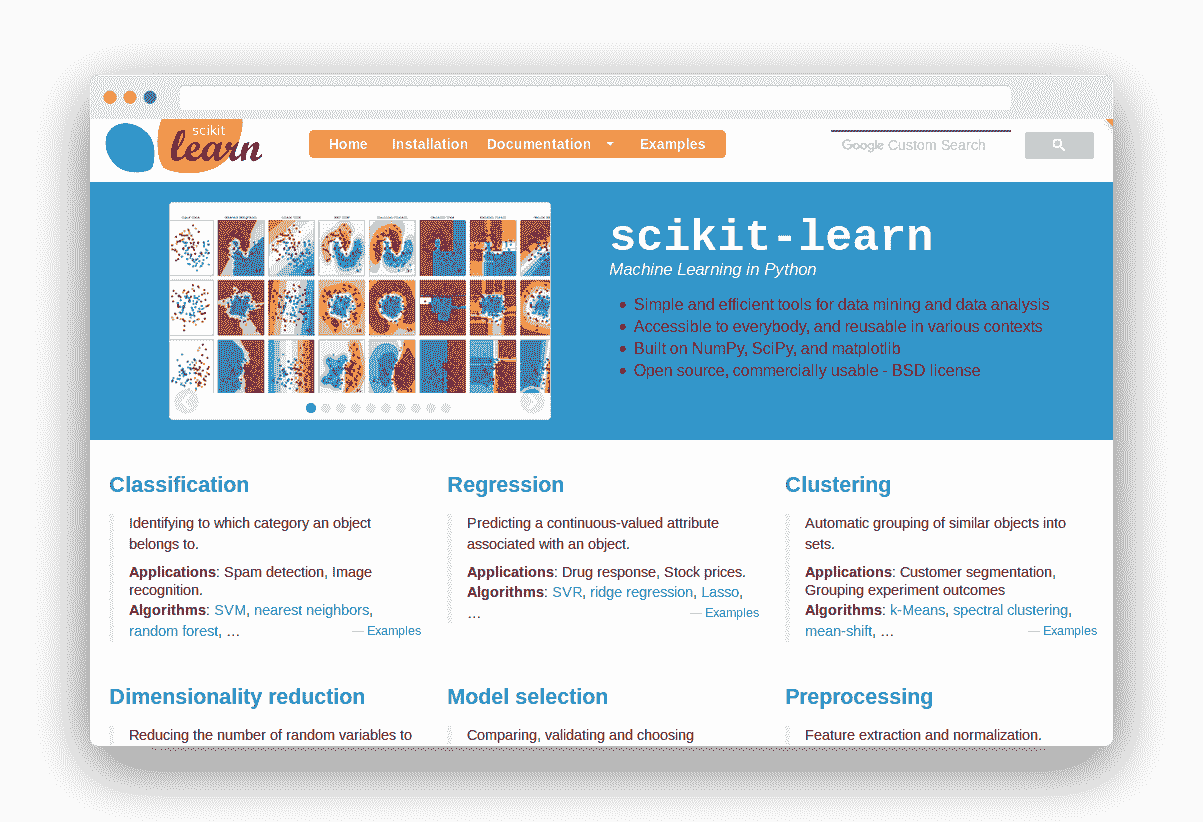 scikit
learn
Home Installation Documentation Examples
Google Custom Search
scikit-learn
Machine Learning in Python
Simple and efficient tools for data mining and data analysis
Accessible to everybody, and reusable in various contexts
Built on NumPy, SciPy, and matplotlib
Open source, commercially usable - BSD license
Classification
Identifying to which category an object
belongs to.
Applications: Spam detection, Image
recognition.
Algorithms: SVM, nearest neighbors,
random forest, ...
— Examples
Regression
Predicting a continuous-valued attribute
associated with an object.
Applications: Drug response, Stock prices.
Algorithms: SVR, ridge regression, Lasso,
...
— Examples
Clustering
Automatic grouping of similar objects into
sets.
Applications: Customer segmentation,
Grouping experiment outcomes
Algorithms: k-Means, spectral clustering,
mean-shift, ...
— Examples
Dimensionality reduction
Reducing the number of random variables to
Model selection
Comparing, validating and choosing
Preprocessing
Feature extraction and normalization.